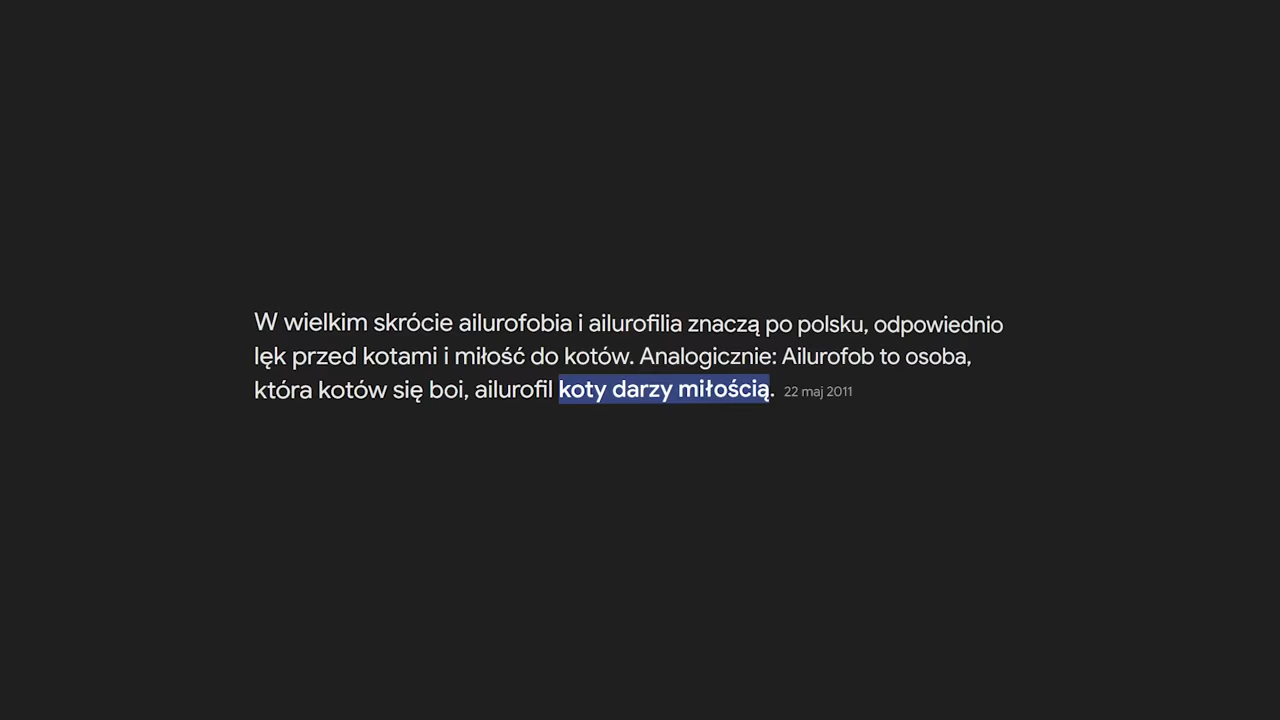 W wielkim skrócie ailurofobia i ailurofilia znaczą po polsku, odpowiednio
lęk przed kotami i miłość do kotów. Analogicznie: Ailurofob to osoba,
która kotów się boi, ailurofil koty darzy miłością. 22 maj 2011